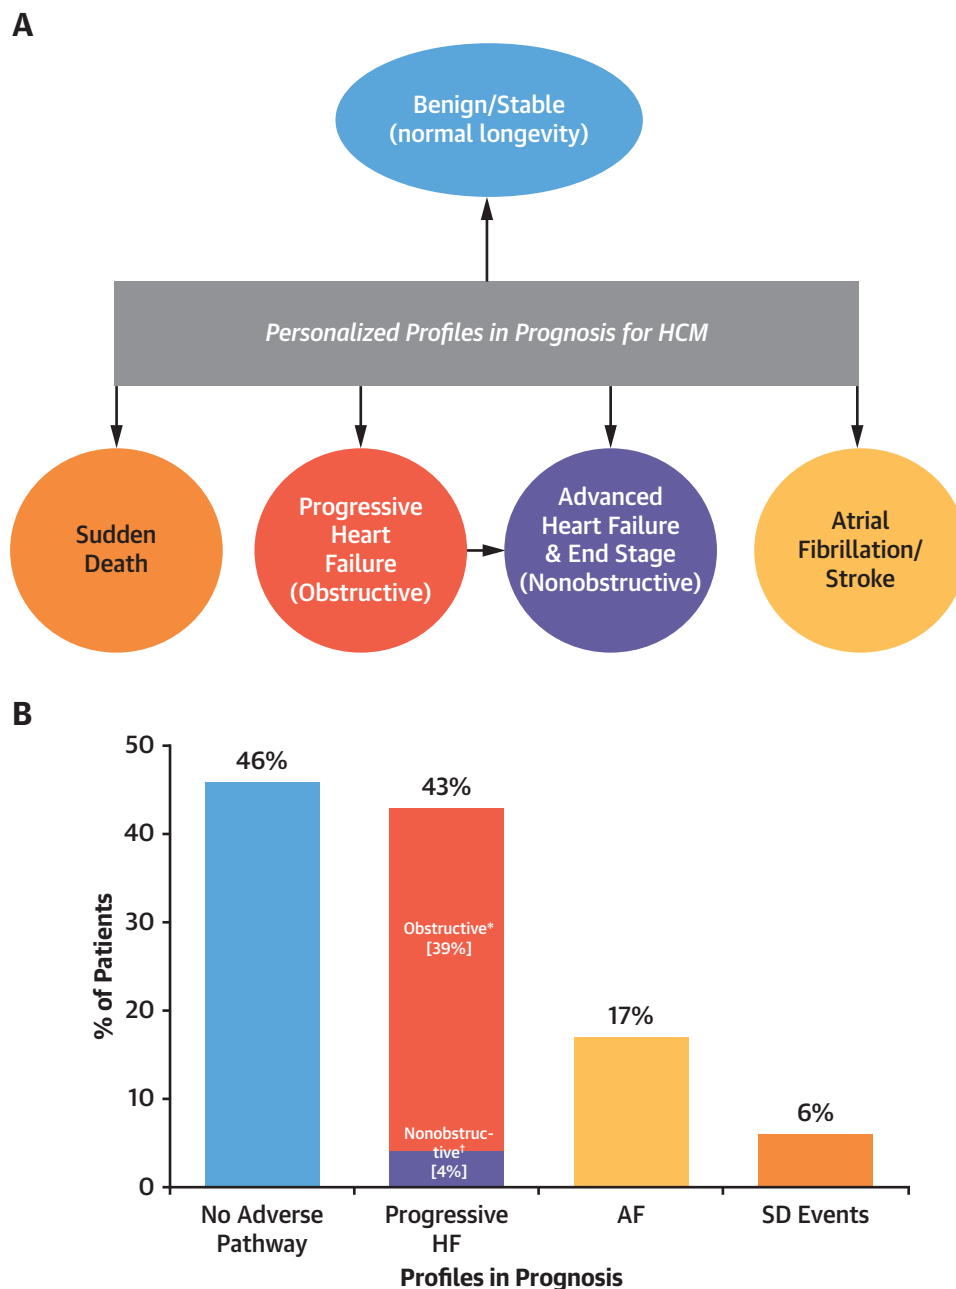 A
Benign/Stable
(normal longevity)
Personalized Profiles in Prognosis for HCM
Sudden
Death
Progressive
Heart
Failure
(Obstructive)
Advanced
Heart Failure
& End Stage
(Nonobstructive)
Atrial
Fibrillation/
Stroke
B
% of Patients
50
40
30
20
10
0
46%
43%
Obstructive*
[39%]
Nonobstruc-
tive†
[4%]
17%
6%
No Adverse
Pathway
Progressive
HF
AF
SD Events
Profiles in Prognosis